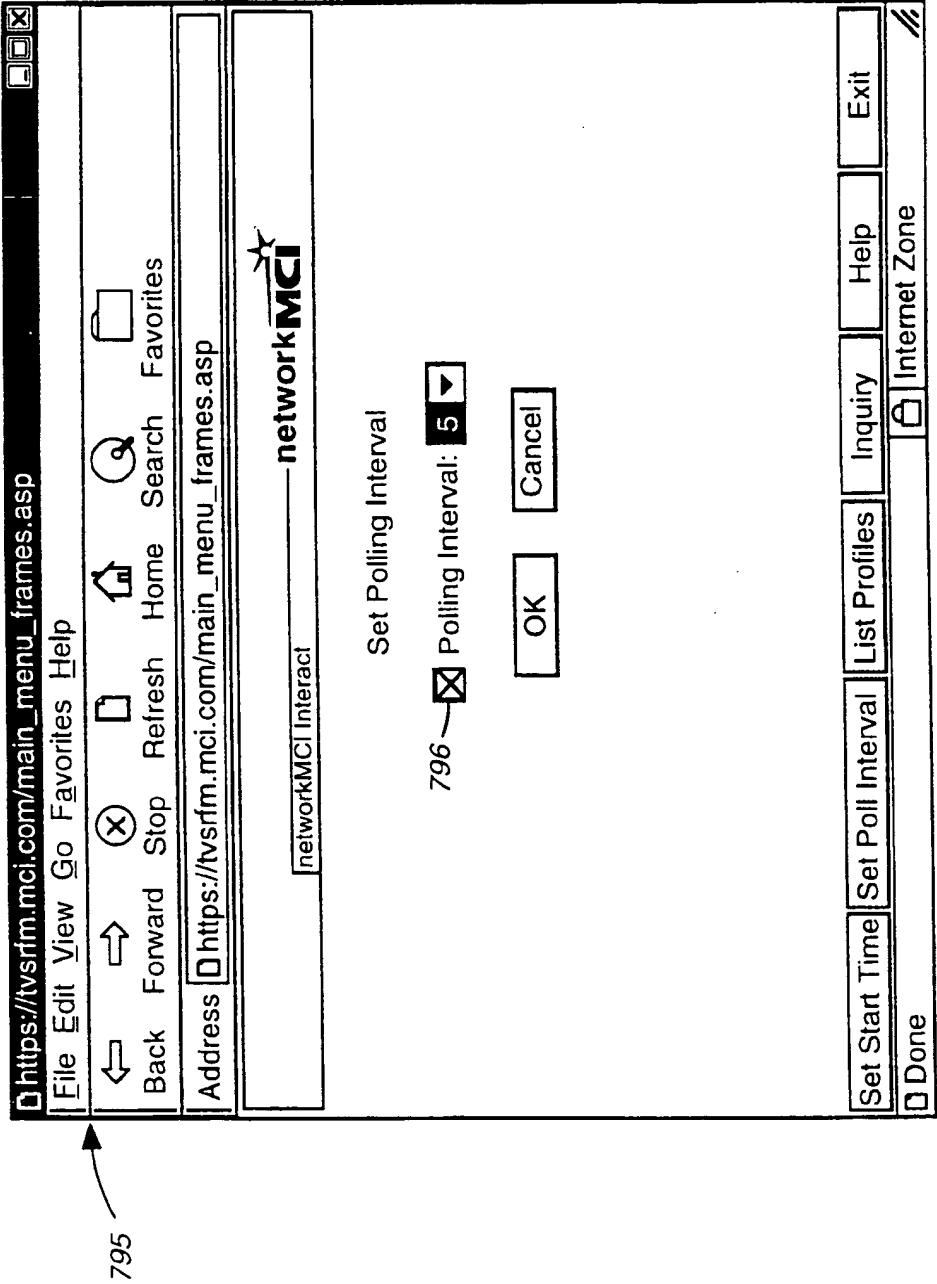 https://tvsrfm.mci.com/main_menu_frames.asp
File Edit View Go Favorites Help
Back Forward Stop Refresh Home Search Favorites
Address https://tvsrfm.mci.com/main_menu_frames.asp
networkMCI
networkMCI Interact
Set Polling Interval
Polling Interval: 5
OK Cancel
Set Start Time Set Poll Interval List Profiles Inquiry Help Exit
Done Internet Zone
795
796